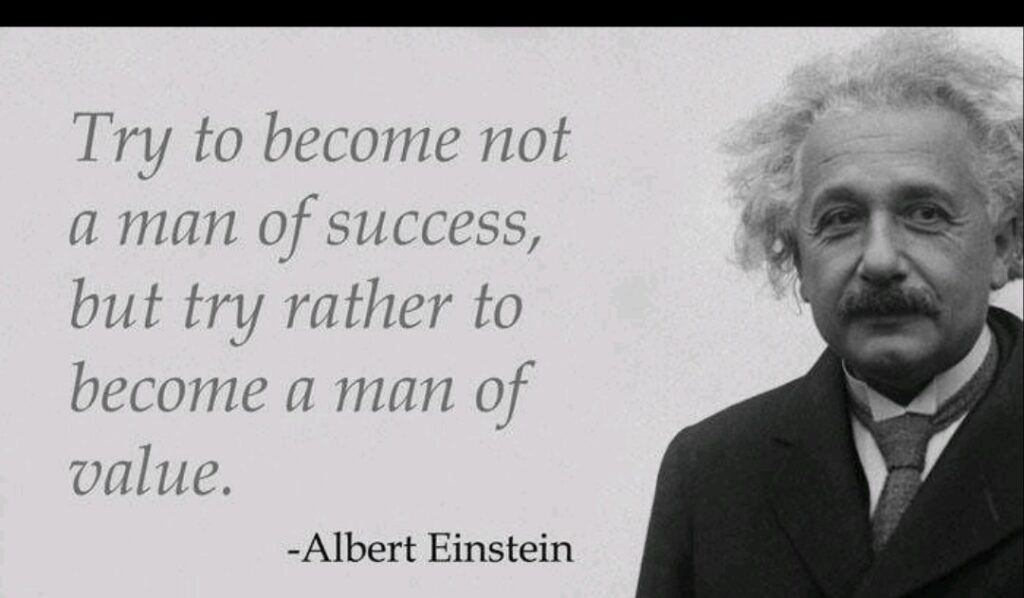 Try to become not
a man of success,
but try rather to
become a man of
value.
-Albert Einstein